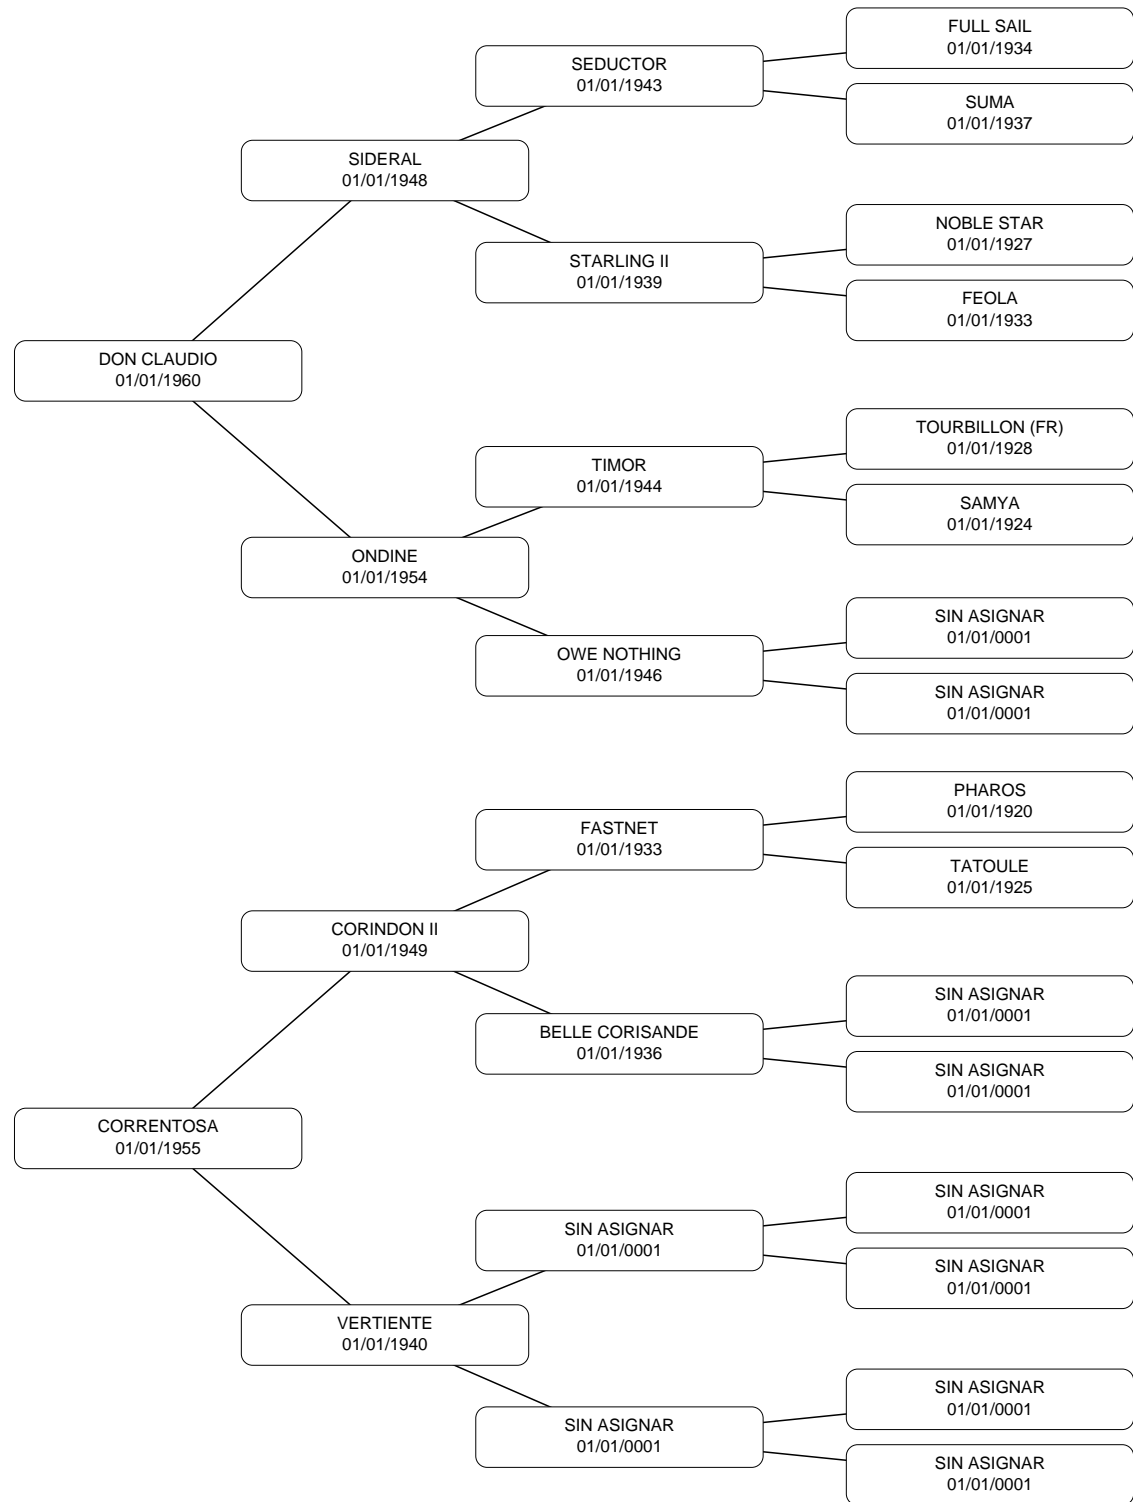 FULL SAIL
01/01/1934
SEDUCTOR
01/01/1943
SUMA
01/01/1937
SIDERAL
01/01/1948
NOBLE STAR
01/01/1927
STARLING II
01/01/1939
FEOLA
01/01/1933
DON CLAUDIO
01/01/1960
TOURBILLON (FR)
01/01/1928
TIMOR
01/01/1944
SAMYA
01/01/1924
ONDINE
01/01/1954
SIN ASIGNAR
01/01/0001
OWE NOTHING
01/01/1946
SIN ASIGNAR
01/01/0001
PHAROS
01/01/1920
FASTNET
01/01/1933
TATOULE
01/01/1925
CORINDON II
01/01/1949
SIN ASIGNAR
01/01/0001
BELLE CORISANDE
01/01/1936
SIN ASIGNAR
01/01/0001
CORRENTOSA
01/01/1955
SIN ASIGNAR
01/01/0001
SIN ASIGNAR
01/01/0001
SIN ASIGNAR
01/01/0001
VERTIENTE
01/01/1940
SIN ASIGNAR
01/01/0001
SIN ASIGNAR
01/01/0001
SIN ASIGNAR
01/01/0001